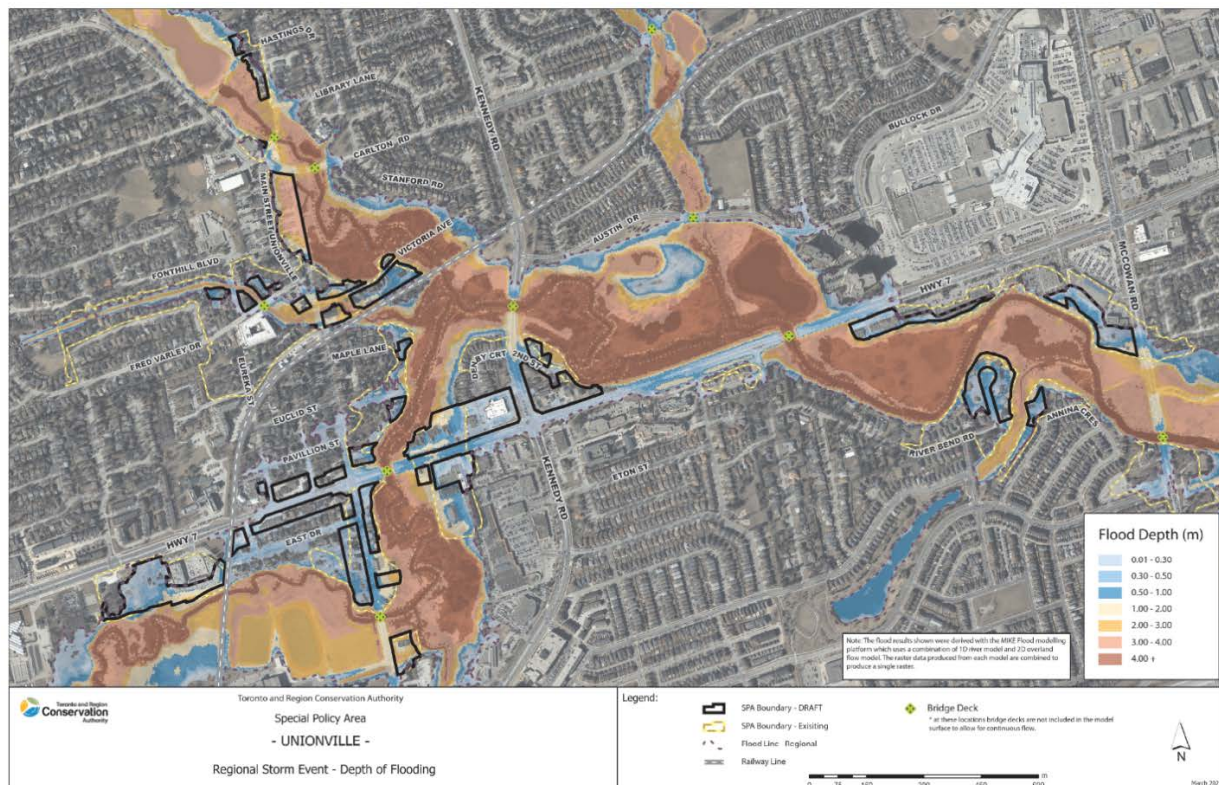 HASTINGS DR
LIBRARY LANE
KENNEDY RD
CARLTON RD
BULLOCK DR
STANFORD RD
MAIN STREET UNIONVILLE
VICTORIA AVE
AUSTIN DR
MCCOWAN RD
FONTHILL BLVD
HWY 7
FRED VARLEY DR
MAPLE LANE
DENBY CRT
2ND ST
EUREKA ST
EUCLID ST
ANNINA CRES
RIVER BEND RD
PAVILLION ST
KENNEDY RD
ETON ST
HWY 7
EAST DR
Flood Depth (m)
0.01 - 0.30
0.30 - 0.50
0.50 - 1.00
1.00 - 2.00
2.00 - 3.00
3.00 - 4.00
4.00 +
Note: The flood results shown were derived with the MIKE Flood modelling
platform which uses a combination of 1D river model and 2D overland
flow model. The raster data produced from each model are combined to
produce a single raster.
Toronto and Region
Conservation
Authority
Toronto and Region Conservation Authority
Special Policy Area
- UNIONVILLE -
Regional Storm Event - Depth of Flooding
Legend:
SPA Boundary - DRAFT
SPA Boundary - Exisiting
Flood Line - Regional
Railway Line
Bridge Deck
* at these locations bridge decks are not included in the model
surface to allow for continuous flow.
m
N